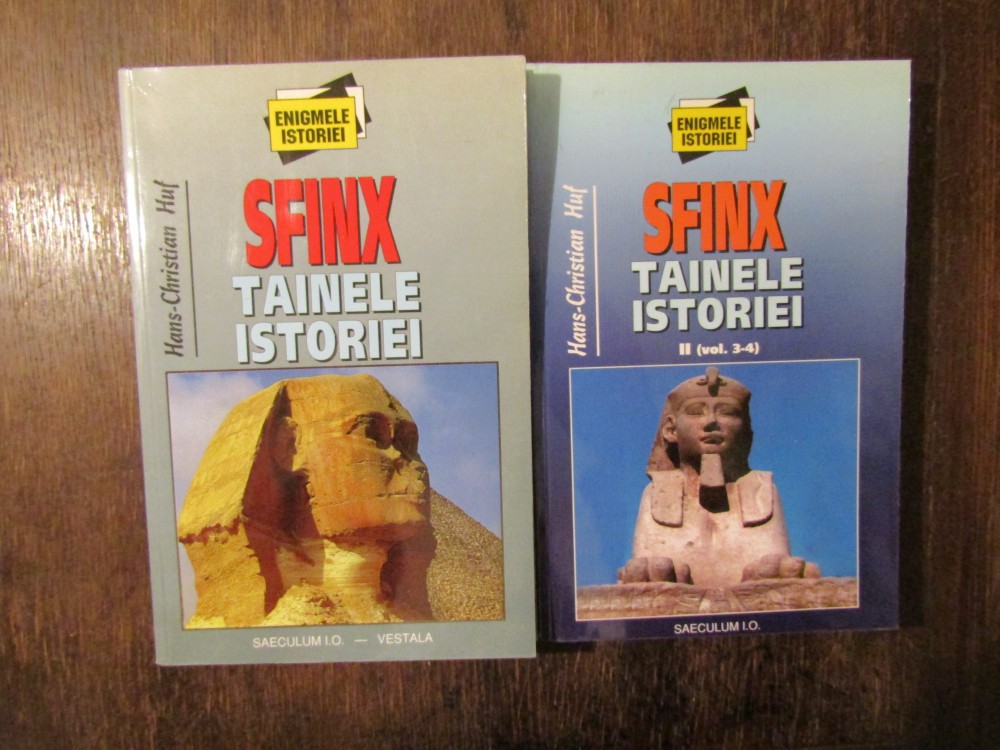 ENIGMELE
ISTORIEI
Hans-Christian Huf
SFINX
TAINELE
ISTORIEI
SAECULUM I.O. — VESTALA
ENIGMELE
ISTORIEI
Hans-Christian Huf
SFINX
TAINELE
ISTORIEI
II (vol. 3-4)
SAECULUM I.O.